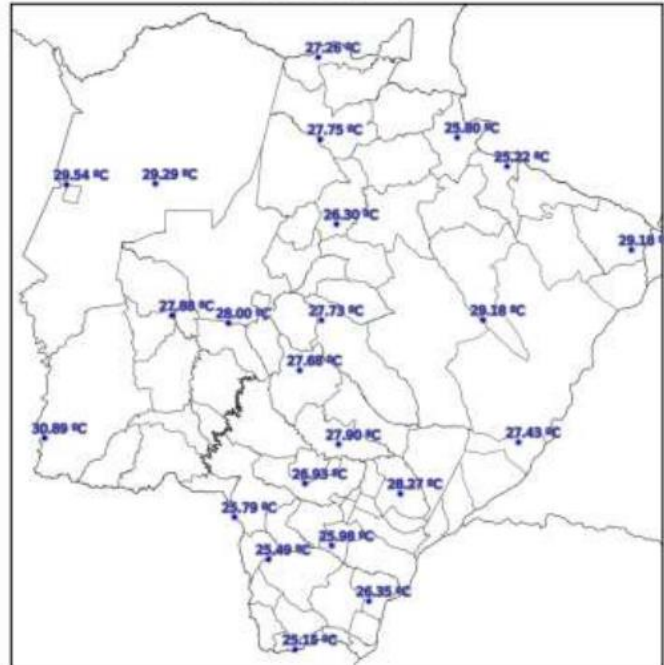 27.26 ºC
27.75 ºC
25.80 ºC
25.22 ºC
29.54 ºC
29.29 ºC
26.30 ºC
29.18 º
27.88 ºC
28.00 ºC
27.73 ºC
29.18 ºC
27.68 ºC
30.89 ºC
27.90 ºC
27.43 ºC
26.93 ºC
28.27 ºC
25.79 ºC
25.49 ºC
25.98 ºC
26.35 ºC
25.15 ºC